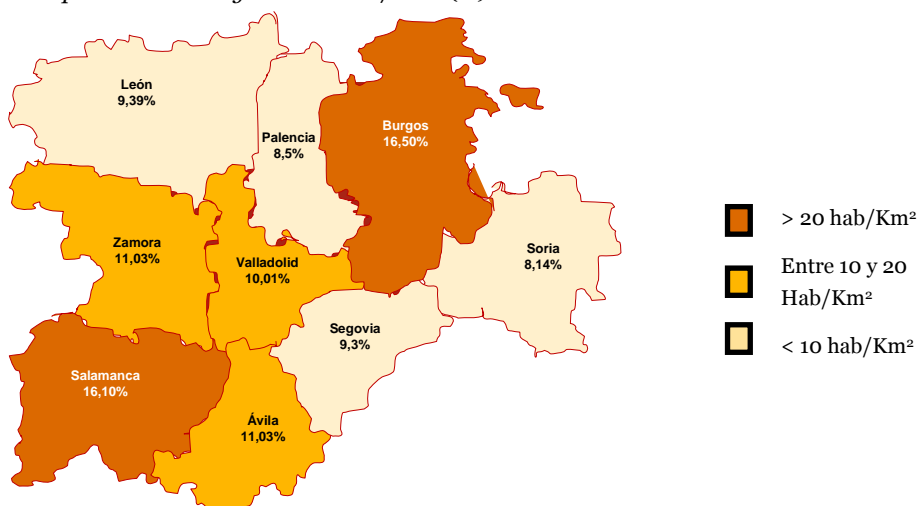 León
9,39%
Palencia
8,5%
Burgos
16,50%
Zamora
11,03%
Valladolid
10,01%
Soria
8,14%
Segovia
9,3%
Salamanca
16,10%
Ávila
11,03%
> 20 hab/Km²
Entre 10 y 20
Hab/Km²
< 10 hab/Km²